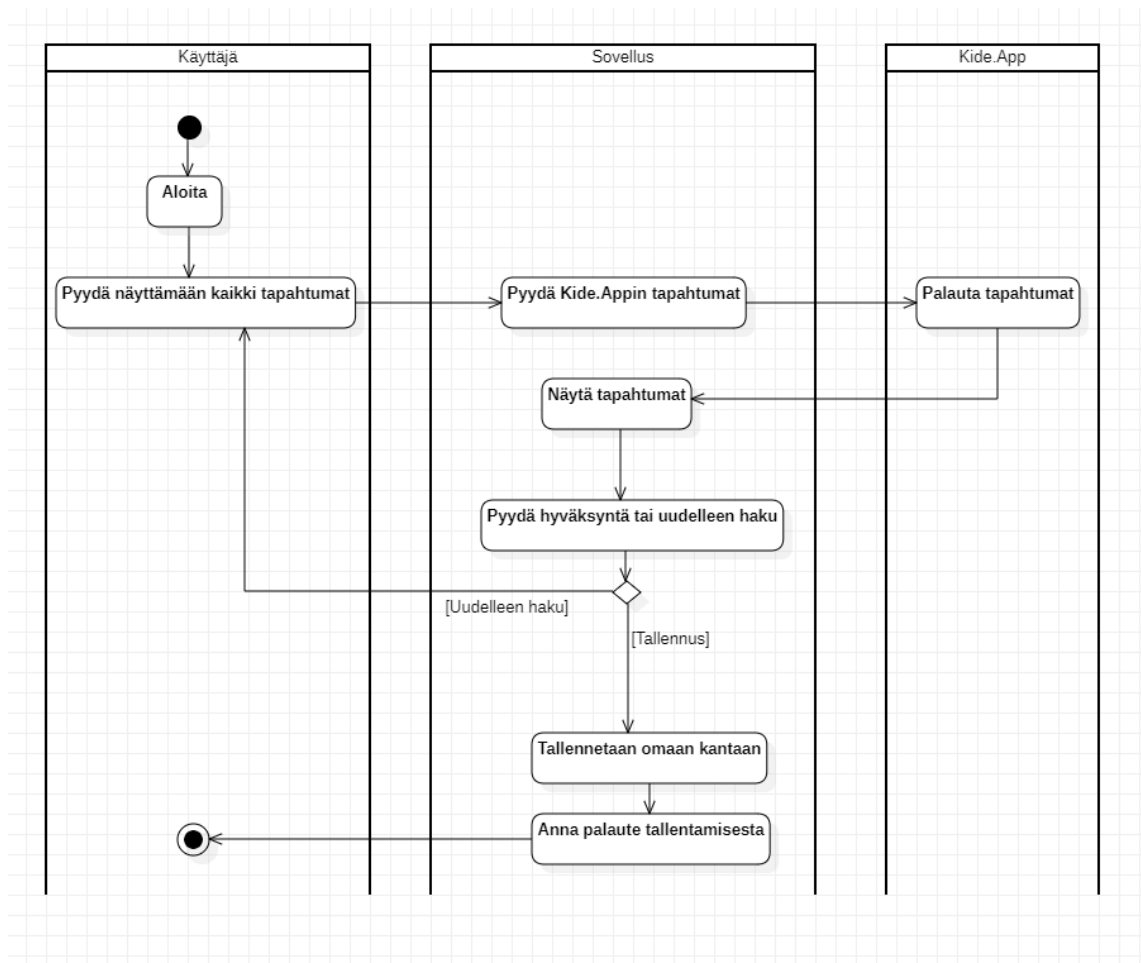 Käyttäjä
Sovellus
Kide.App
Aloita
Pyydä näyttämään kaikki tapahtumat
Pyydä Kide.Appin tapahtumat
Palauta tapahtumat
Näytä tapahtumat
Pyydä hyväksyntä tai uudelleen haku
[Uudelleen haku]
[Tallennus]
Tallennetaan omaan kantaan
Anna palaute tallentamisesta